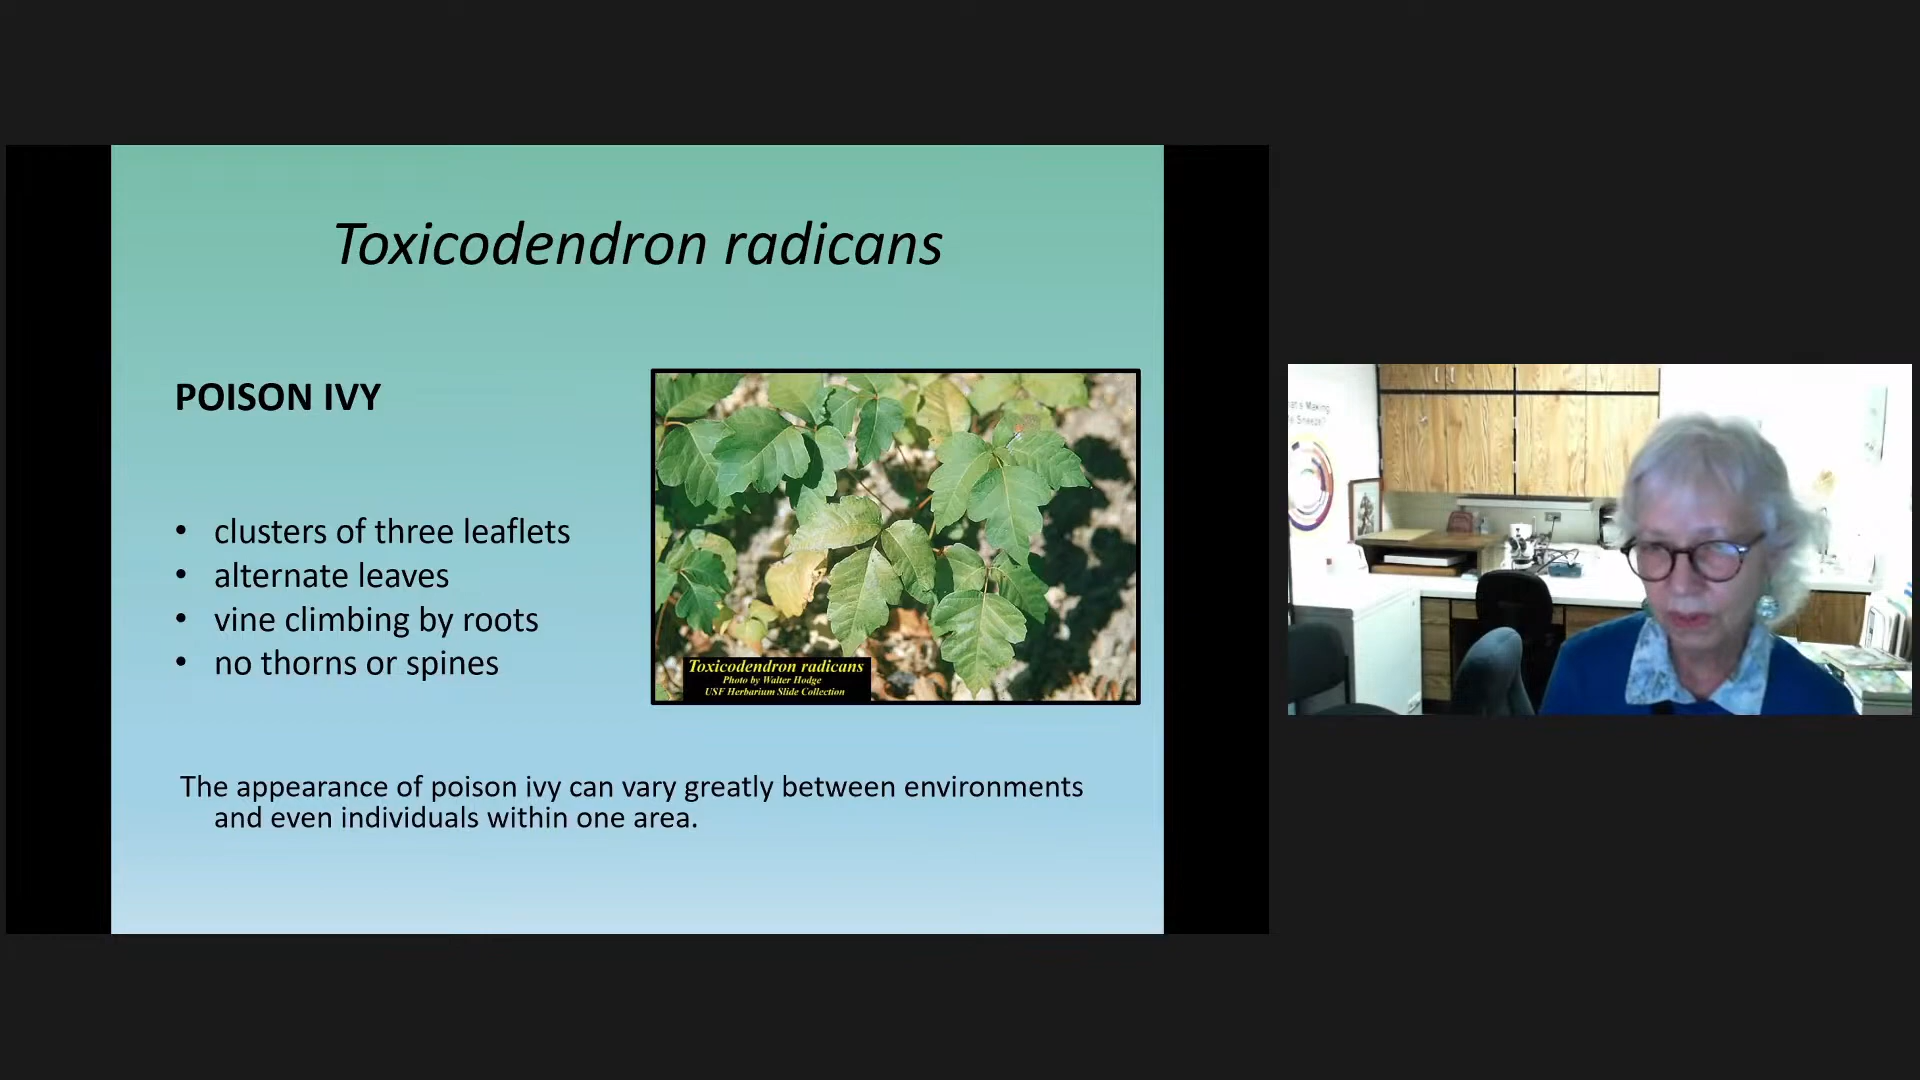 Toxicodendron radicans
POISON IVY
• clusters of three leaflets
• alternate leaves
• vine climbing by roots
• no thorns or spines
Toxicodendron radicans
Photo by Walter Hodge
USF Herbarium Slide Collection
The appearance of poison ivy can vary greatly between environments
and even individuals within one area.
Making
Sneeze?